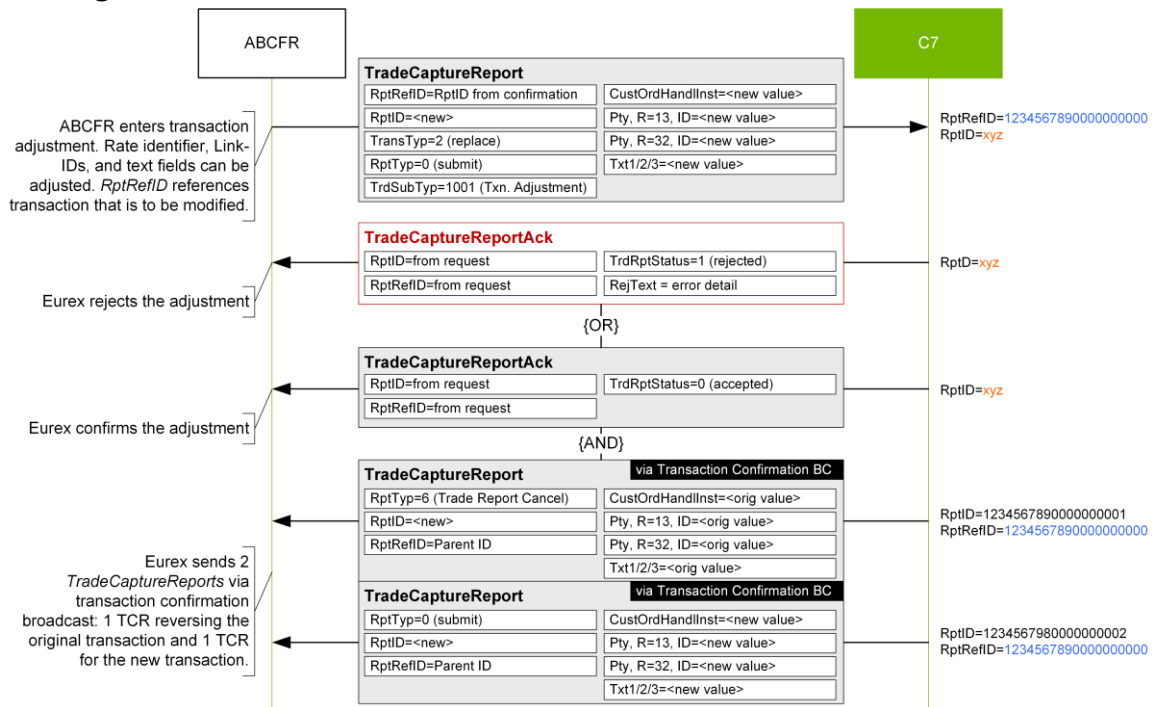 ABCFR
C7
TradeCaptureReport
RptRefID=RptID from confirmation
CustOrdHandlInst=<new value>
RptID=<new>
Pty, R=13, ID=<new value>
TransTyp=2 (replace)
Pty, R=32, ID=<new value>
RptTyp=0 (submit)
Txt1/2/3=<new value>
TrdSubTyp=1001 (Txn. Adjustment)
ABCFR enters transaction
adjustment. Rate identifier, Link-
IDs, and text fields can be
adjusted. RptRefID references
transaction that is to be modified.
RptRefID=1234567890000000000
RptID=xyz
TradeCaptureReportAck
RptID=from request
TrdRptStatus=1 (rejected)
RptRefID=from request
RejText = error detail
Eurex rejects the adjustment
RptD=xyz
{OR}
TradeCaptureReportAck
RptID=from request
TrdRptStatus=0 (accepted)
RptRefID=from request
Eurex confirms the adjustment
RptID=xyz
{AND}
TradeCaptureReport
via Transaction Confirmation BC
RptTyp=6 (Trade Report Cancel)
CustOrdHandlInst=<orig value>
RptID=<new>
Pty, R=13, ID=<orig value>
RptRefID=Parent ID
Pty, R=32, ID=<orig value>
Txt1/2/3=<orig value>
RptID=1234567890000000001
RptRefID=1234567890000000000
Eurex sends 2
TradeCaptureReports via
transaction confirmation
broadcast: 1 TCR reversing the
original transaction and 1 TCR
for the new transaction.
TradeCaptureReport
via Transaction Confirmation BC
RptTyp=0 (submit)
CustOrdHandlInst=<new value>
RptID=<new>
Pty, R=13, ID=<new value>
RptRefID=Parent ID
Pty, R=32, ID=<new value>
Txt1/2/3=<new value>
RptID=1234567980000000002
RptRefID=1234567890000000000